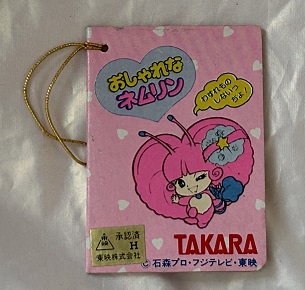 おしゃれな
ネムリン
わすれもの
しないっ
ちょ!
東映
承認済
H
東映株式会社
TAKARA
© 石森プロ・フジテレビ・東映